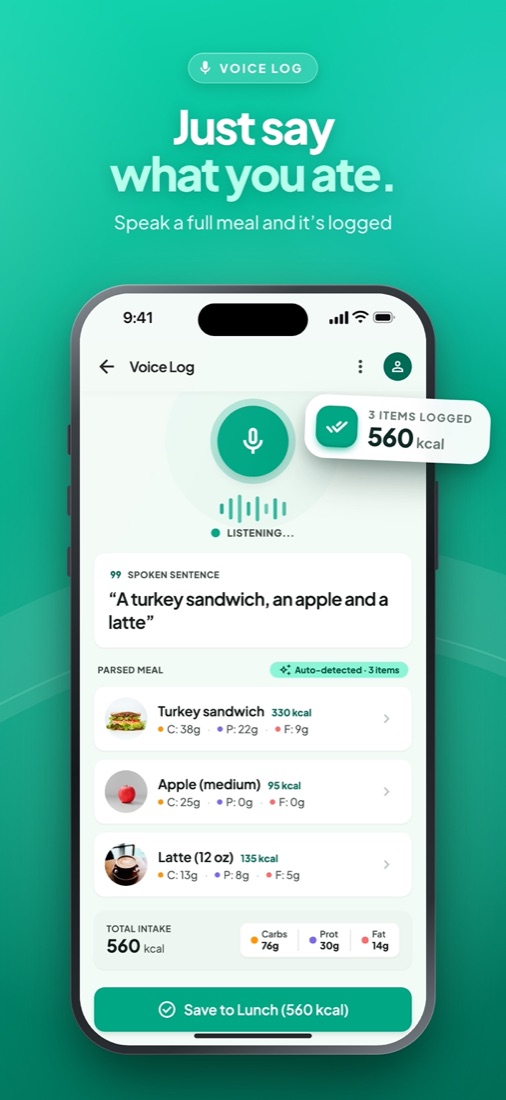 VOICE LOG
Just say
what you ate.
Speak a full meal and it's logged
9:41
Voice Log
3 ITEMS LOGGED
560 kcal
LISTENING...
99 SPOKEN SENTENCE
“A turkey sandwich, an apple and a
latte”
PARSED MEAL
Auto-detected · 3 items
Turkey sandwich 330 kcal
C: 38g · P: 22g · F: 9g
Apple (medium) 95 kcal
C: 25g · P: 0g · F: 0g
Latte (12 oz) 135 kcal
C: 13g · P: 8g · F: 5g
TOTAL INTAKE
560 kcal
Carbs
76g
Prot
30g
Fat
14g
Save to Lunch (560 kcal)